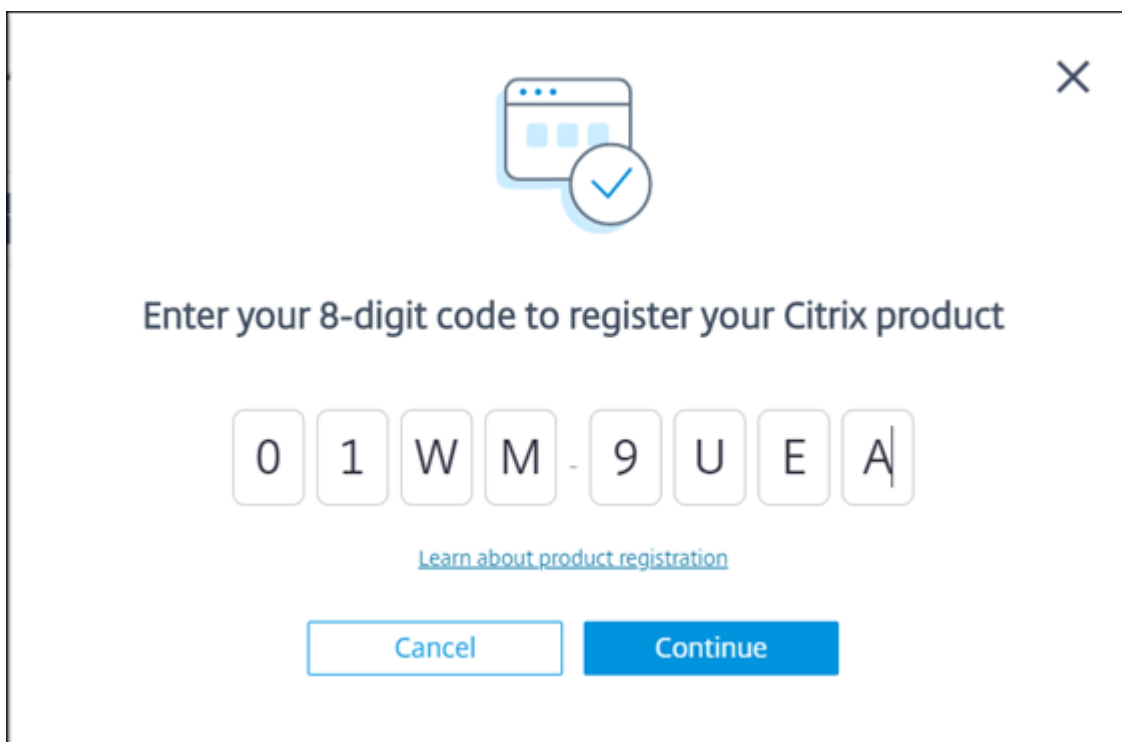 Enter your 8-digit code to register your Citrix product
0 1 W M - 9 U E A
Learn about product registration
Cancel Continue